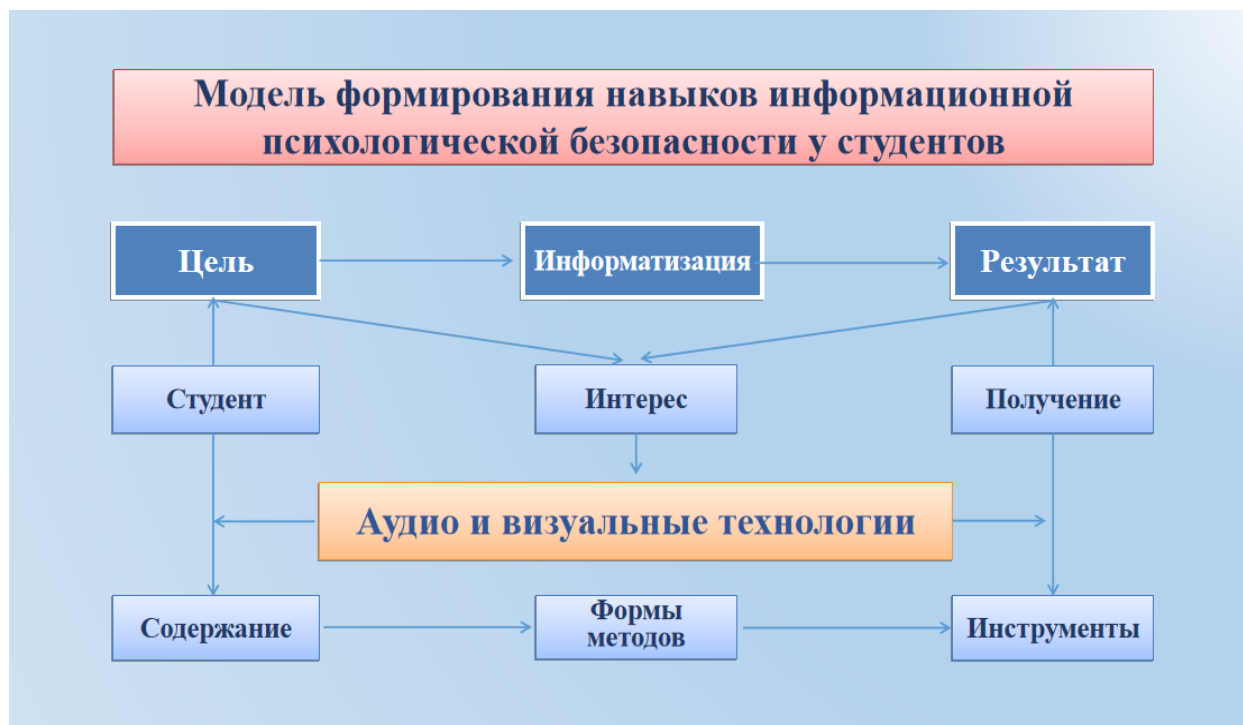 Модель формирования навыков информационной
психологической безопасности у студентов
Цель
Информатизация
Результат
Студент
Интерес
Получение
Аудио и визуальные технологии
Содержание
Формы
методов
Инструменты